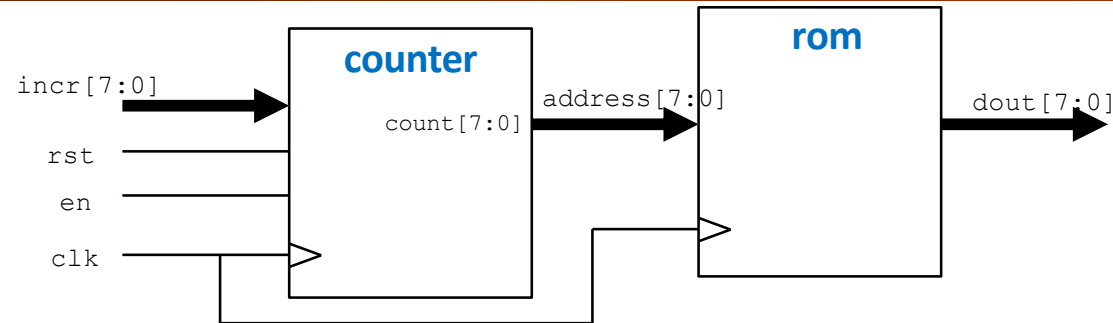 counter
rom
incr[7:0]
count[7:0]
address[7:0]
dout[7:0]
rst
en
clk